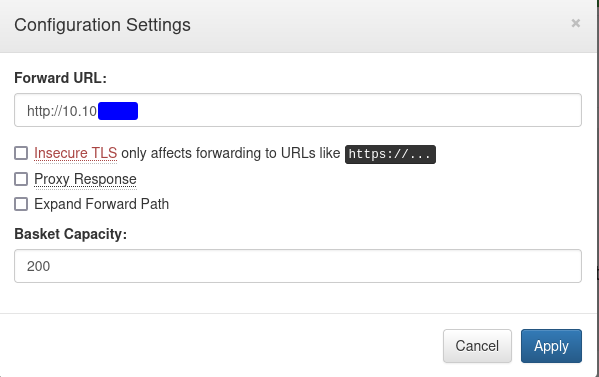 Configuration Settings ×
Forward URL:
http://10.10
Insecure TLS only affects forwarding to URLs like https://...
Proxy Response
Expand Forward Path
Basket Capacity:
200
Cancel Apply